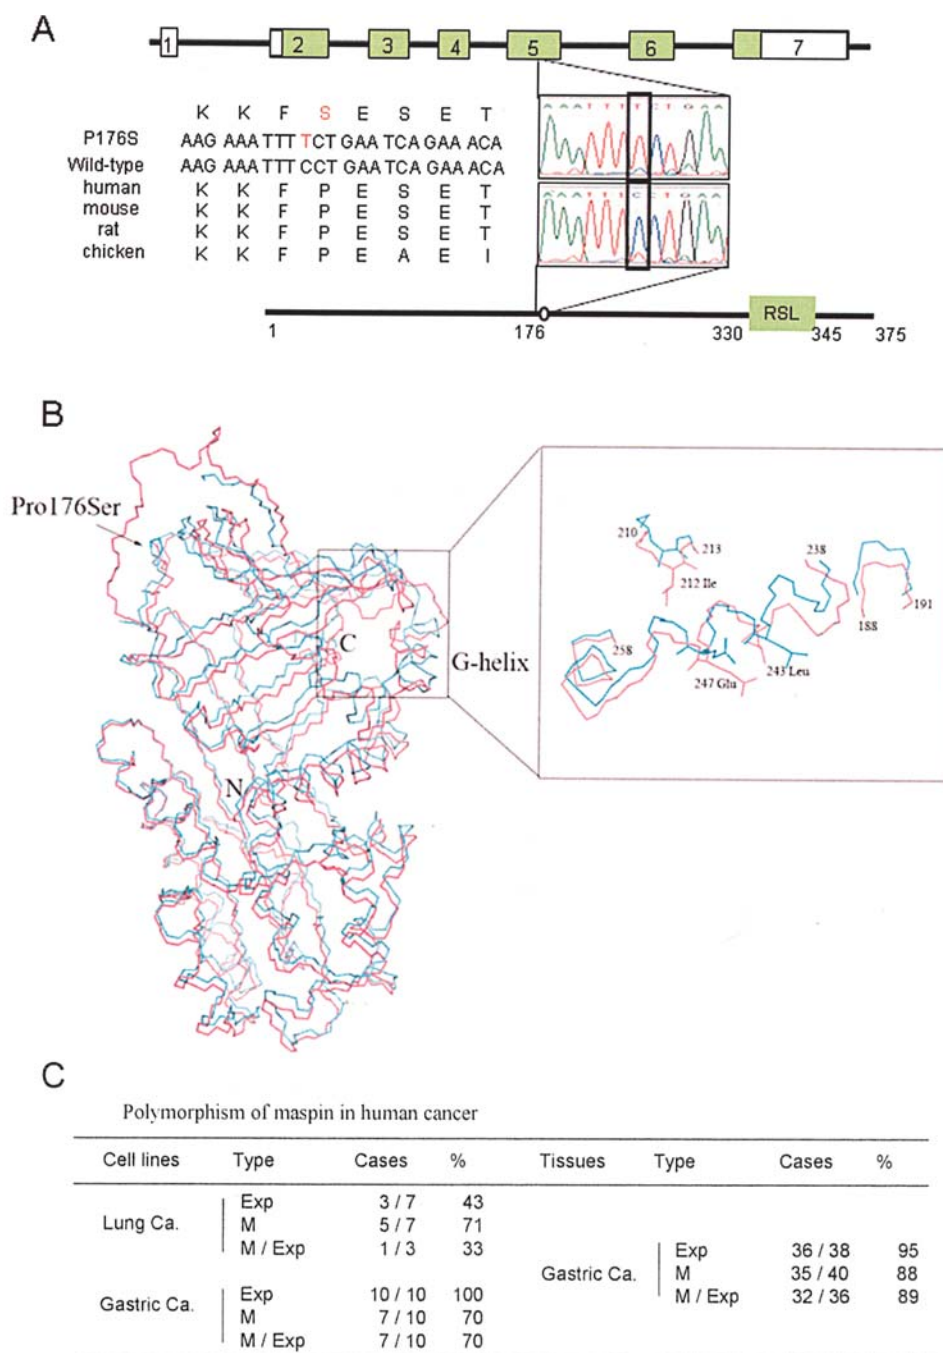 A
1 2 3 4 5 6 7
K K F S E S E T
P176S AAG AAA TTT TCT GAA TCA GAA ACA
Wild-type AAG AAA TTT CCT GAA TCA GAA ACA
human K K F P E S E T
mouse K K F P E S E T
rat K K F P E S E T
chicken K K F P E A E I
A A A T T T T C T G A A
A A A T T T C C T G A A
RSL
1 176 330 345 375
B
Pro176Ser
C
G-helix
N
210
213
212 Ile
238
188
191
258
247 Glu
243 Leu
C
Polymorphism of maspin in human cancer
Cell lines Type Cases % Tissues Type Cases %
Lung Ca. Exp 3 / 7 43
M 5 / 7 71
M / Exp 1 / 3 33
Gastric Ca. Exp 10 / 10 100
M 7 / 10 70
M / Exp 7 / 10 70
Gastric Ca. Exp 36 / 38 95
M 35 / 40 88
M / Exp 32 / 36 89